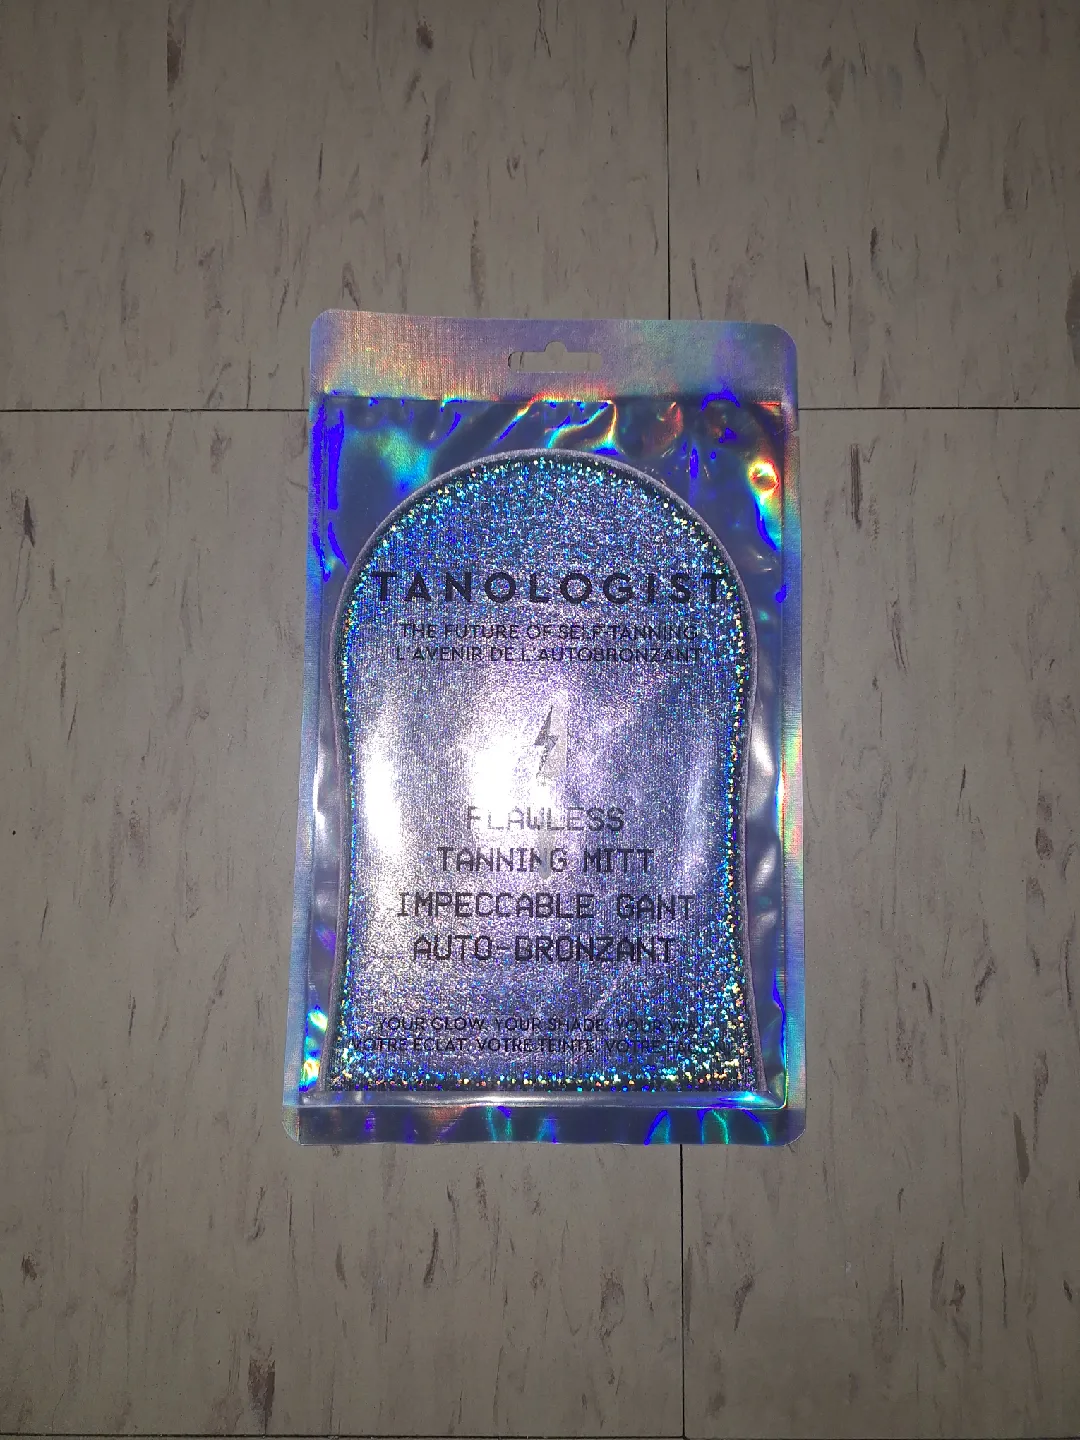 TANOLOGIST
THE FUTURE OF SELF-TANNING
L'AVENIR DE L'AUTOBRONZANT
FLAWLESS
TANNING MITT
IMPECCABLE GANT
AUTO-BRONZANT
YOUR GLOW. YOUR SHADE. YOUR
VOTRE ÉCLAT. VOTRE TEINTE. VOTRE